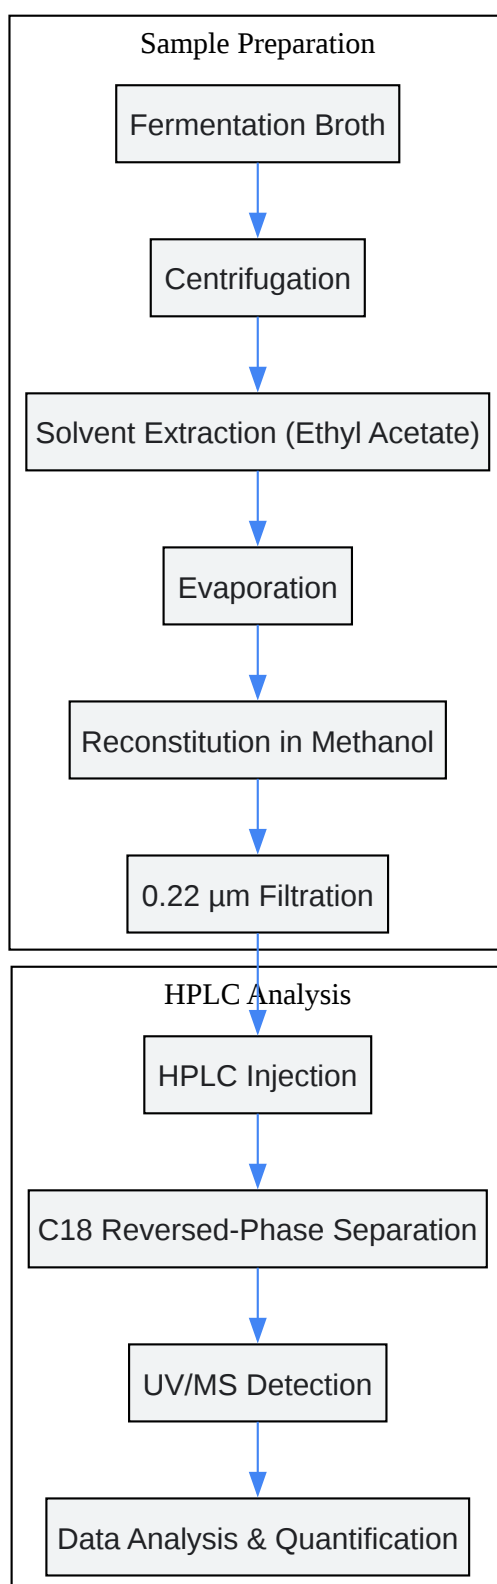 Sample Preparation
Fermentation Broth
Centrifugation
Solvent Extraction (Ethyl Acetate)
Evaporation
Reconstitution in Methanol
0.22 µm Filtration
HPLC Analysis
HPLC Injection
C18 Reversed-Phase Separation
UV/MS Detection
Data Analysis & Quantification